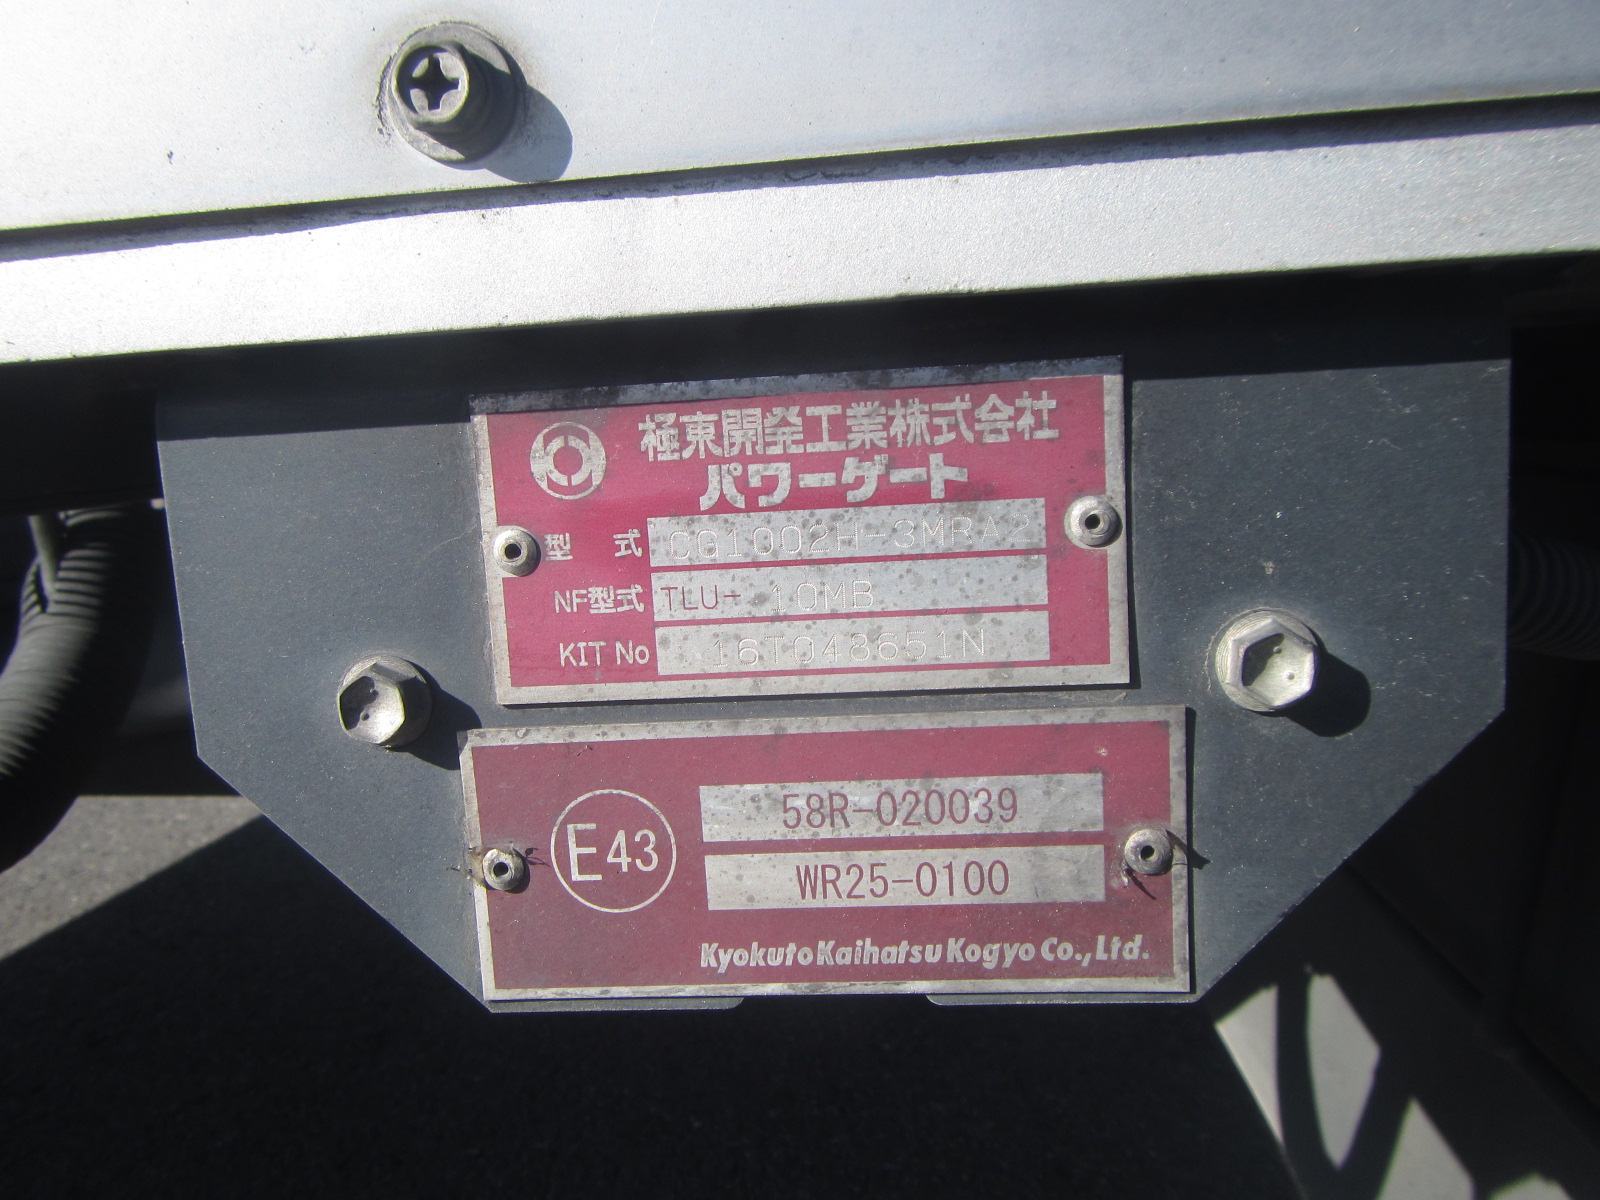 極東開発工業株式会社
パワーゲート
型 式 CG1002H-3MRA2
NF型式 TLU- 10MB
KIT No 16T048651N
E43
58R-020039
WR25-0100
Kyokuto Kaihatsu Kogyo Co., Ltd.